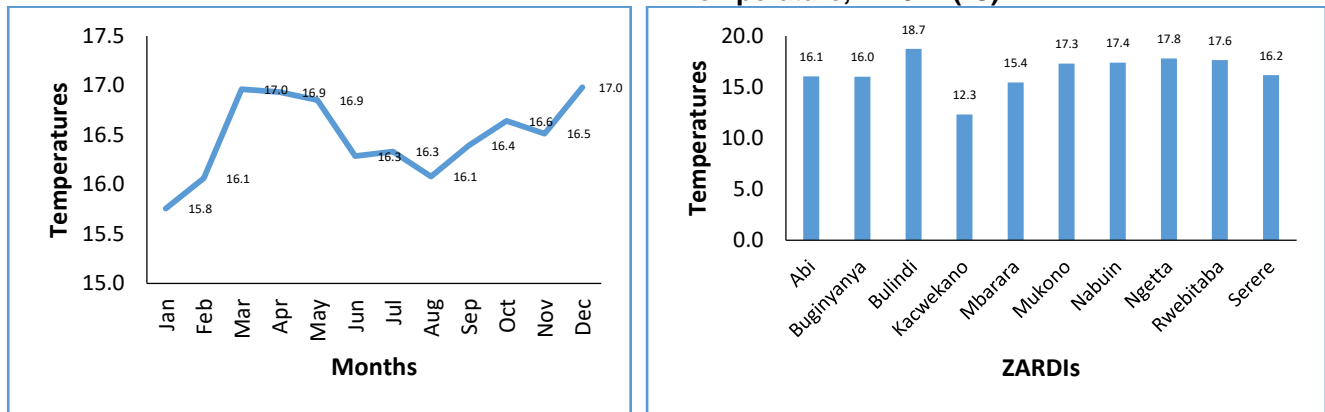 17.5
17.0
16.5
16.0
15.5
15.0
Temperatures
15.8
16.1
17.0
16.9
16.9
16.3
16.3
16.1
16.4
16.6
16.5
17.0
Jan
Feb
Mar
Apr
May
Jun
Jul
Aug
Sep
Oct
Nov
Dec
Months
20.0
15.0
10.0
5.0
0.0
Temperatures
16.1
16.0
18.7
12.3
15.4
17.3
17.4
17.8
17.6
16.2
Abi
Buginyanya
Bulindi
Kacwekano
Mbarara
Mukono
Nabuin
Ngetta
Rwebitaba
Serere
ZARDIs